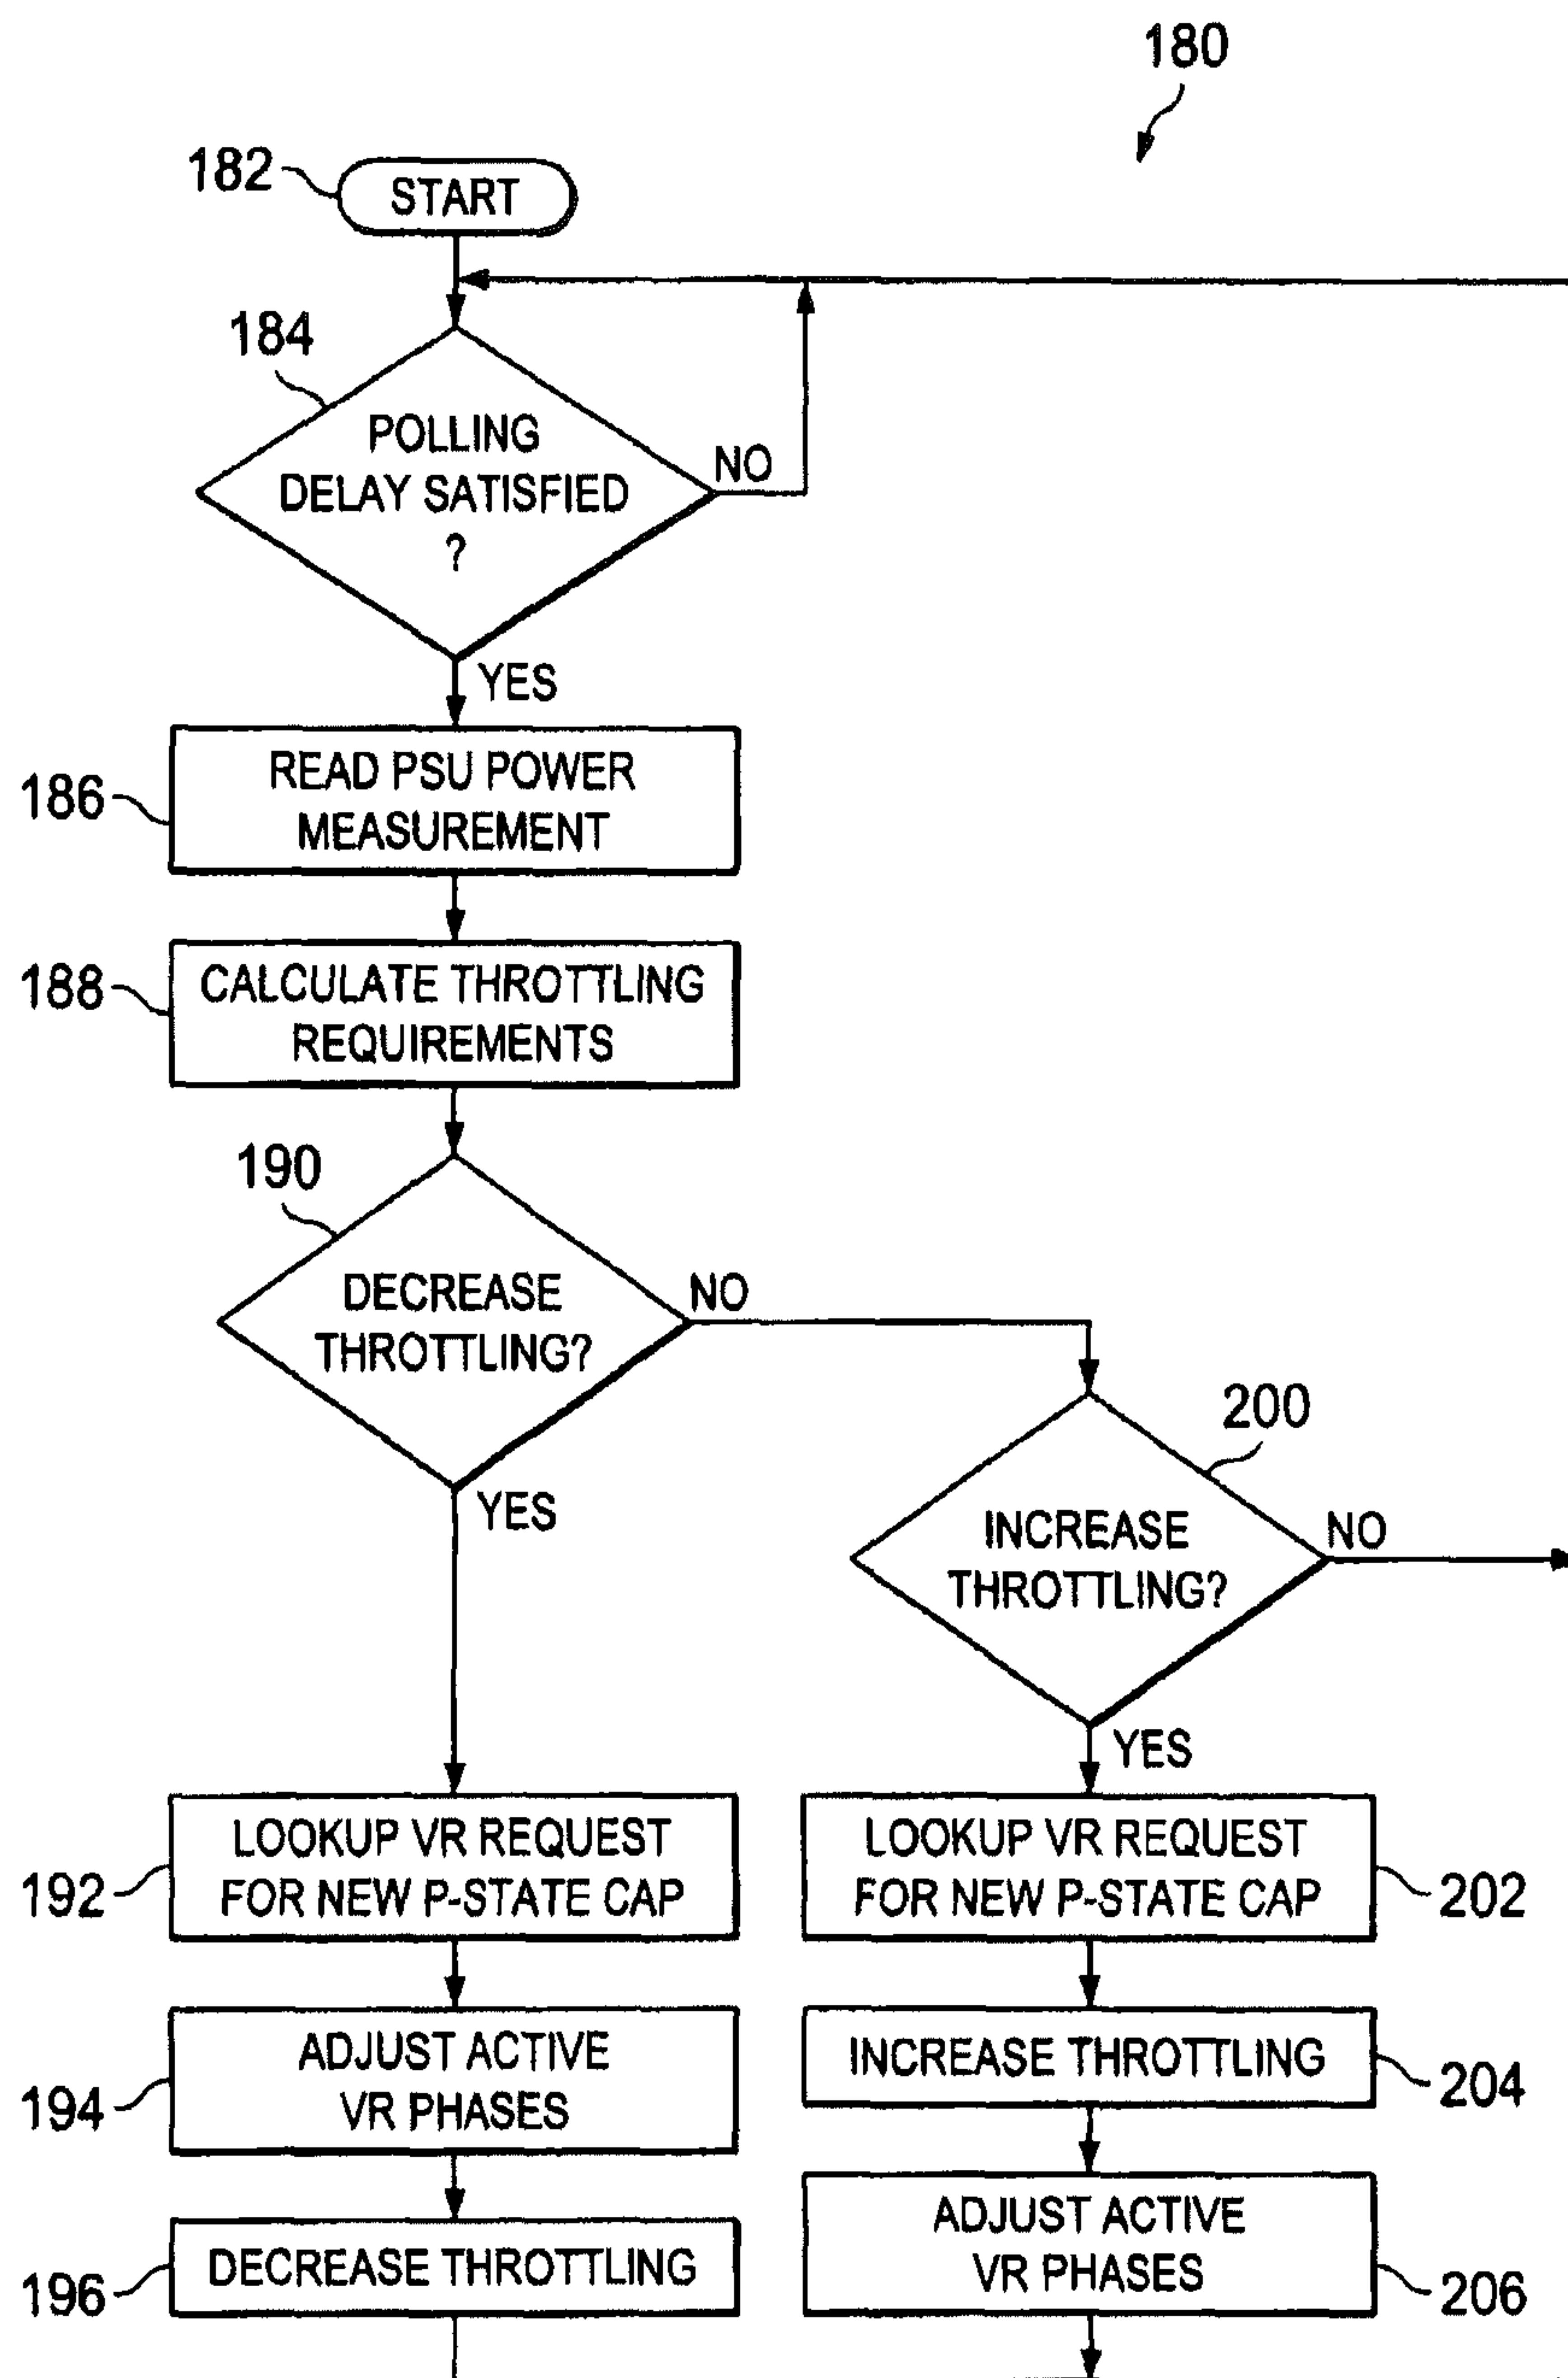 180
182
START
184
POLLING
DELAY SATISFIED
?
NO
YES
186
READ PSU POWER
MEASUREMENT
188
CALCULATE THROTTLING
REQUIREMENTS
190
DECREASE
THROTTLING?
NO
YES
200
INCREASE
THROTTLING?
NO
YES
192
LOOKUP VR REQUEST
FOR NEW P-STATE CAP
LOOKUP VR REQUEST
FOR NEW P-STATE CAP
202
194
ADJUST ACTIVE
VR PHASES
INCREASE THROTTLING
204
196
DECREASE THROTTLING
ADJUST ACTIVE
VR PHASES
206